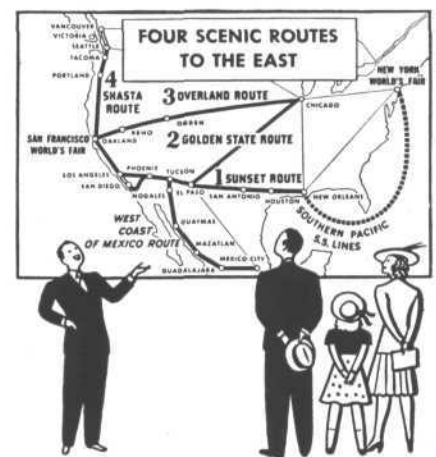 FOUR SCENIC ROUTES
TO THE EAST
VANCOUVER
VICTORIA
SEATTLE
TACOMA
PORTLAND
4
SHASTA
ROUTE
3 OVERLAND ROUTE
NEW YORK
WORLD'S FAIR
CHICAGO
OGDEN
RENO
SAN FRANCISCO
WORLD'S FAIR
OAKLAND
2 GOLDEN STATE ROUTE
LOS ANGELES
SAN DIEGO
PHOENIX
TUCSON
1 SUNSET ROUTE
NOGALES
EL PASO
SAN ANTONIO
HOUSTON
NEW ORLEANS
SOUTHERN PACIFIC
S.S. LINES
WEST
COAST
OF MEXICO ROUTE
GUAYMAS
MAZATLAN
GUADALAJARA
MEXICO CITY